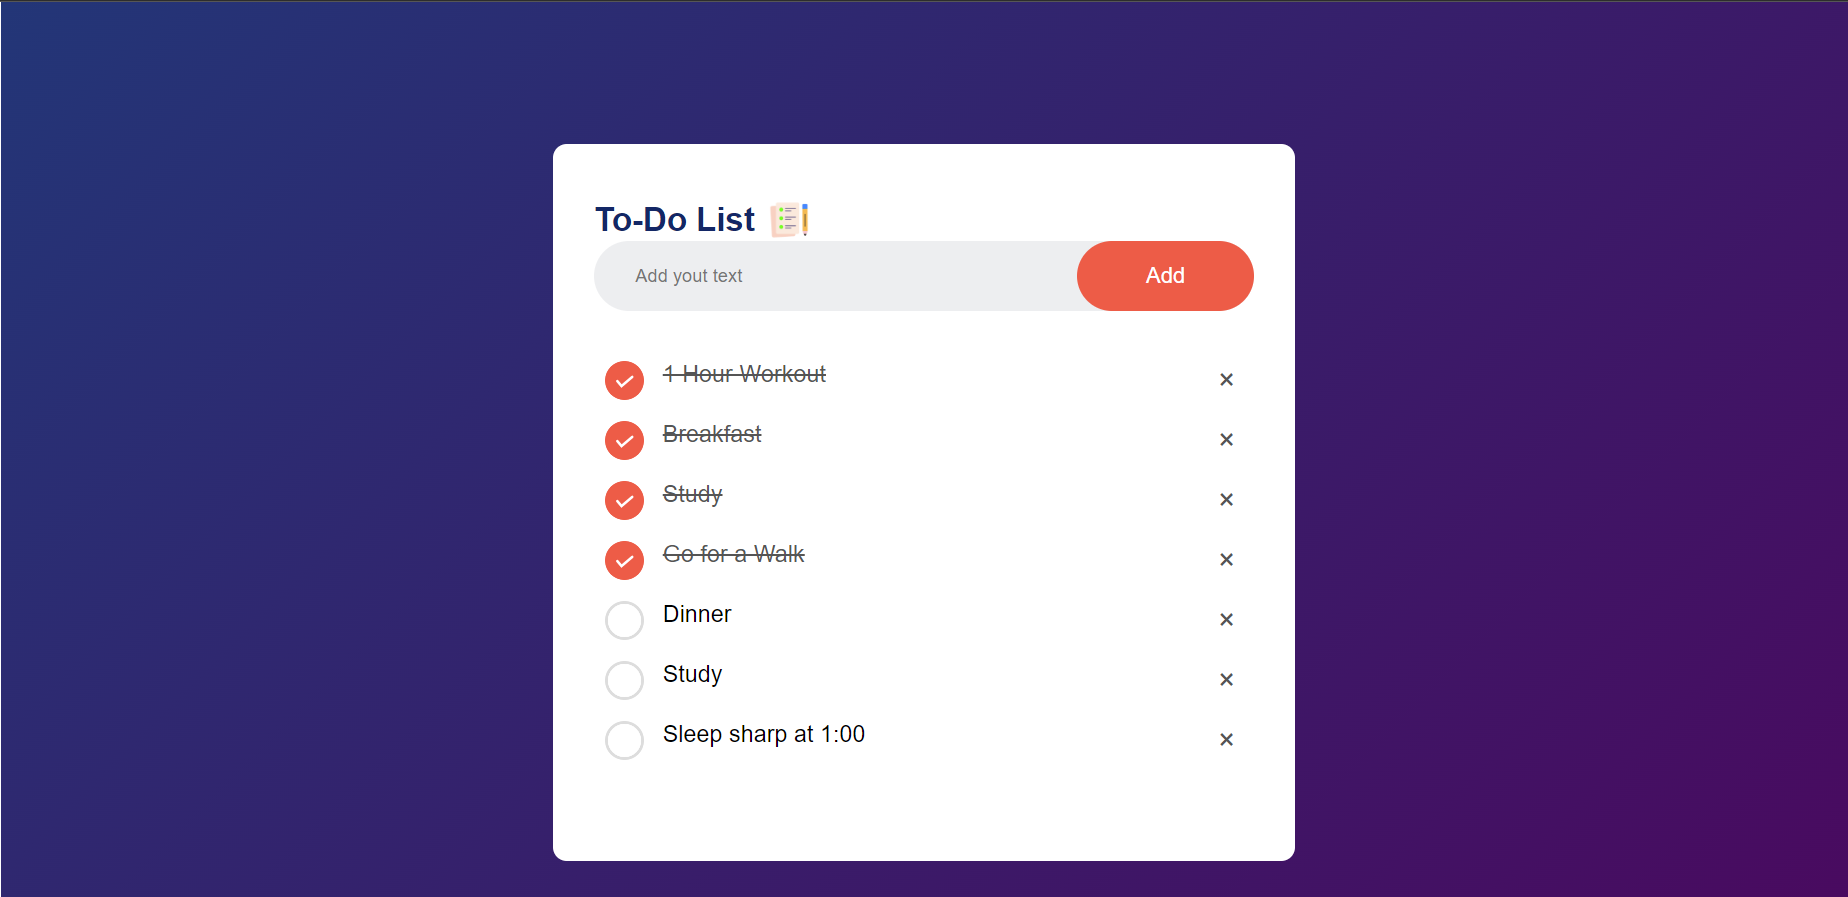 To-Do List
Add yout text
Add
1 Hour Workout
×
Breakfast
×
Study
×
Go for a Walk
×
Dinner
×
Study
×
Sleep sharp at 1:00
×